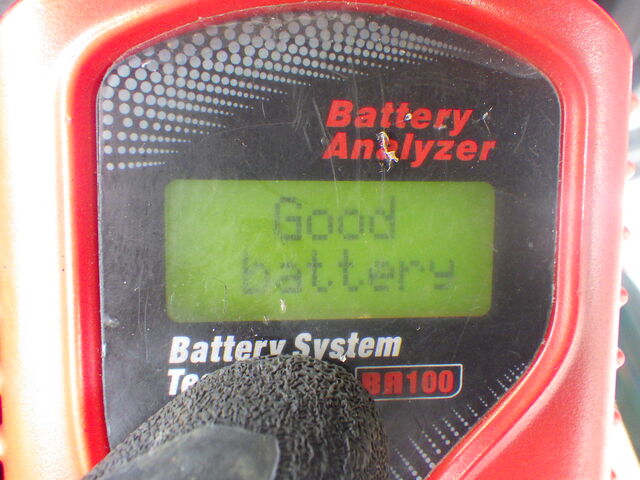 Battery
Analyzer
Good
battery
Battery System
BA100